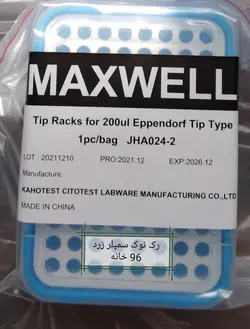 MAXWELL
Tip Racks for 200ul Eppendorf Tip Type
1pc/bag JHA024-2
LOT : 20211210 PRO:2021.12 EXP:2026.12
Manufacture.
KAHOTEST CITOTEST LABWARE MANUFACTURING CO.,LTD
MADE IN CHINA
رک نوک سمپلر زرد
96 خانه